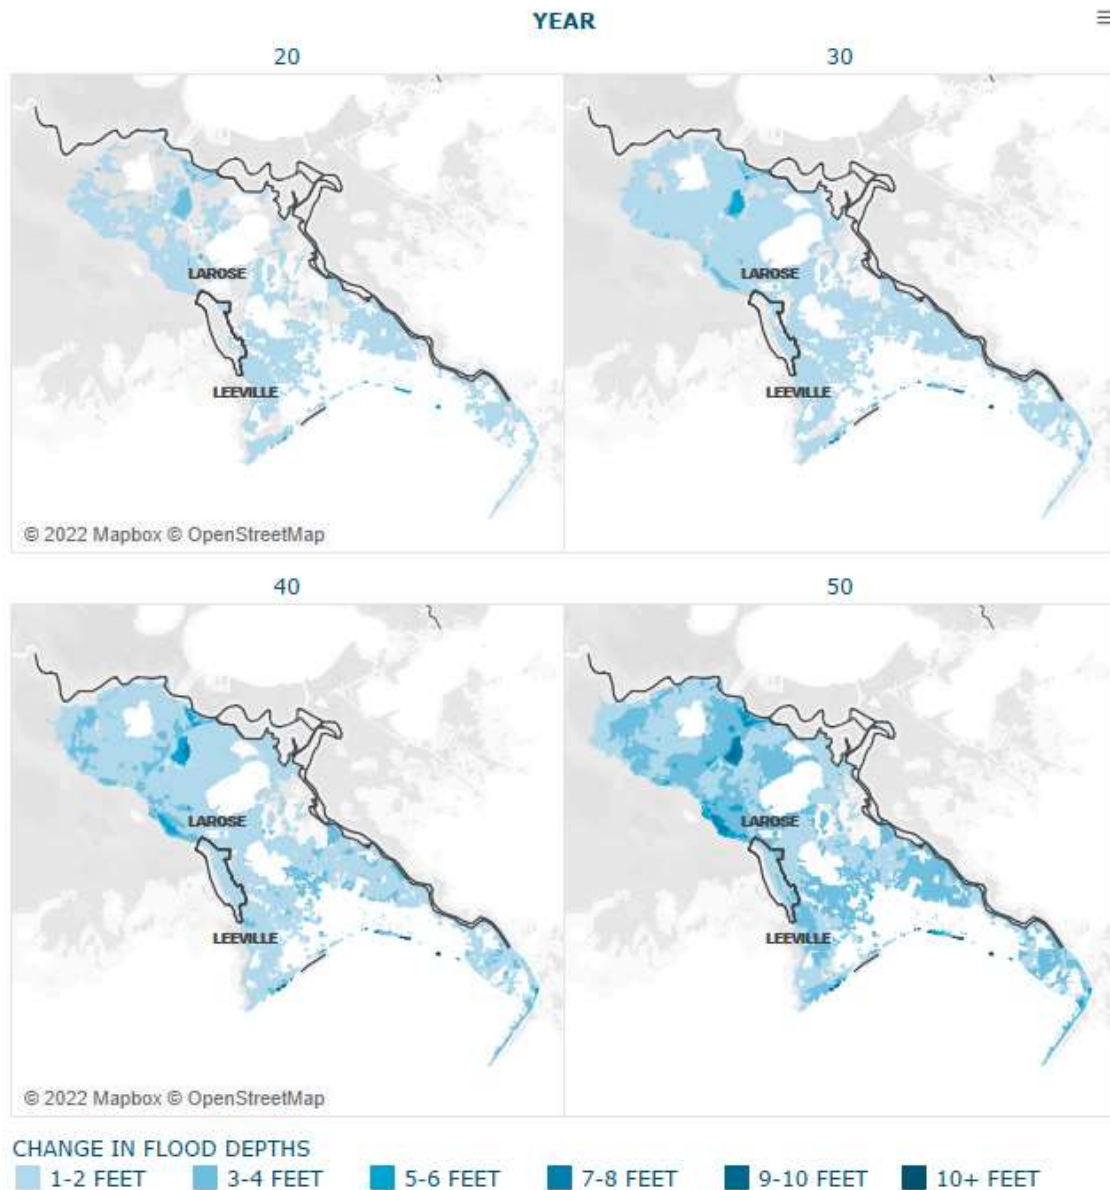 YEAR
20 30
LAROSE LAROSE
LEEVILLE LEEVILLE
© 2022 Mapbox © OpenStreetMap
40 50
LAROSE LAROSE
LEEVILLE LEEVILLE
© 2022 Mapbox © OpenStreetMap
CHANGE IN FLOOD DEPTHS
1-2 FEET 3-4 FEET 5-6 FEET 7-8 FEET 9-10 FEET 10+ FEET